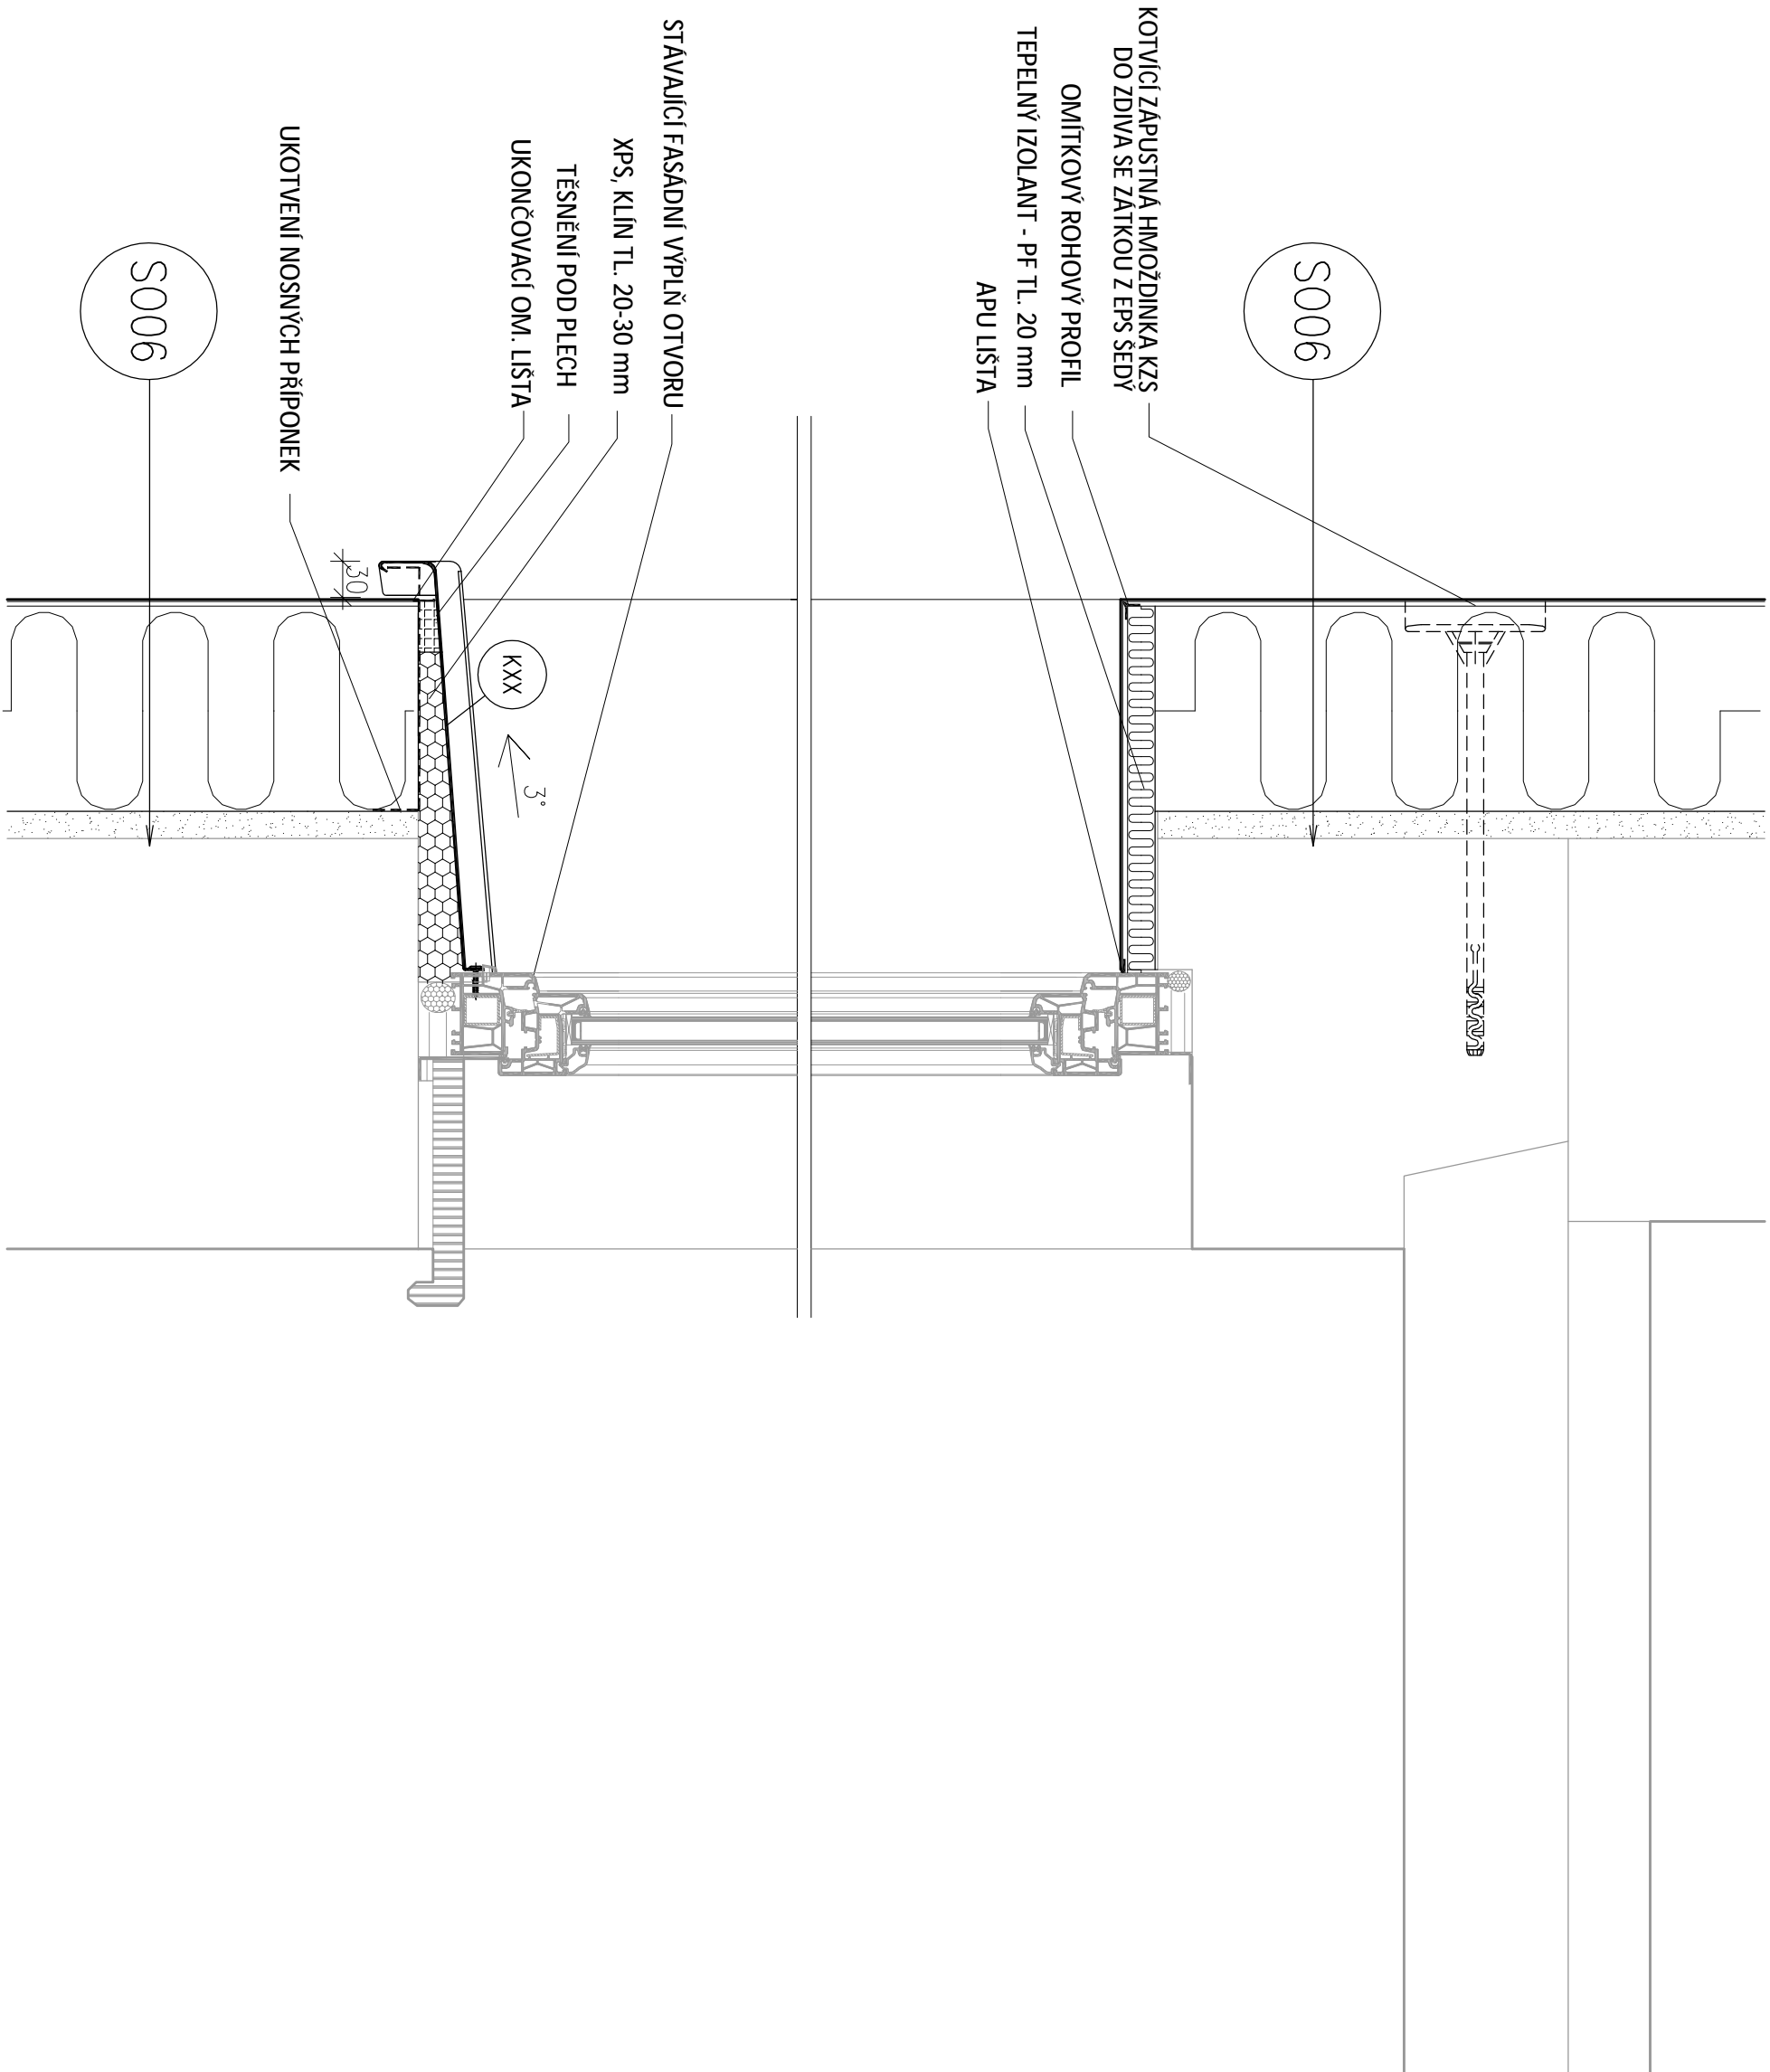 S006
KOTVÍCÍ ZÁPUSTNÁ HMOŽDINKA KZS
DO ZDIVA SE ZÁTKOU Z EPS ŠEDÝ
OMÍTKOVÝ ROHOVÝ PROFIL
TEPELNÝ IZOLANT - PF TL. 20 mm
APU LIŠTA
STÁVAJÍCÍ FASÁDNÍ VÝPLŇ OTVORU
XPS, KLÍN TL. 20-30 mm
TĚSNĚNÍ POD PLECH
UKONČOVACÍ OM. LIŠTA
3°
KXX
30
UKOTVENÍ NOSNÝCH PŘÍPONEK
S006